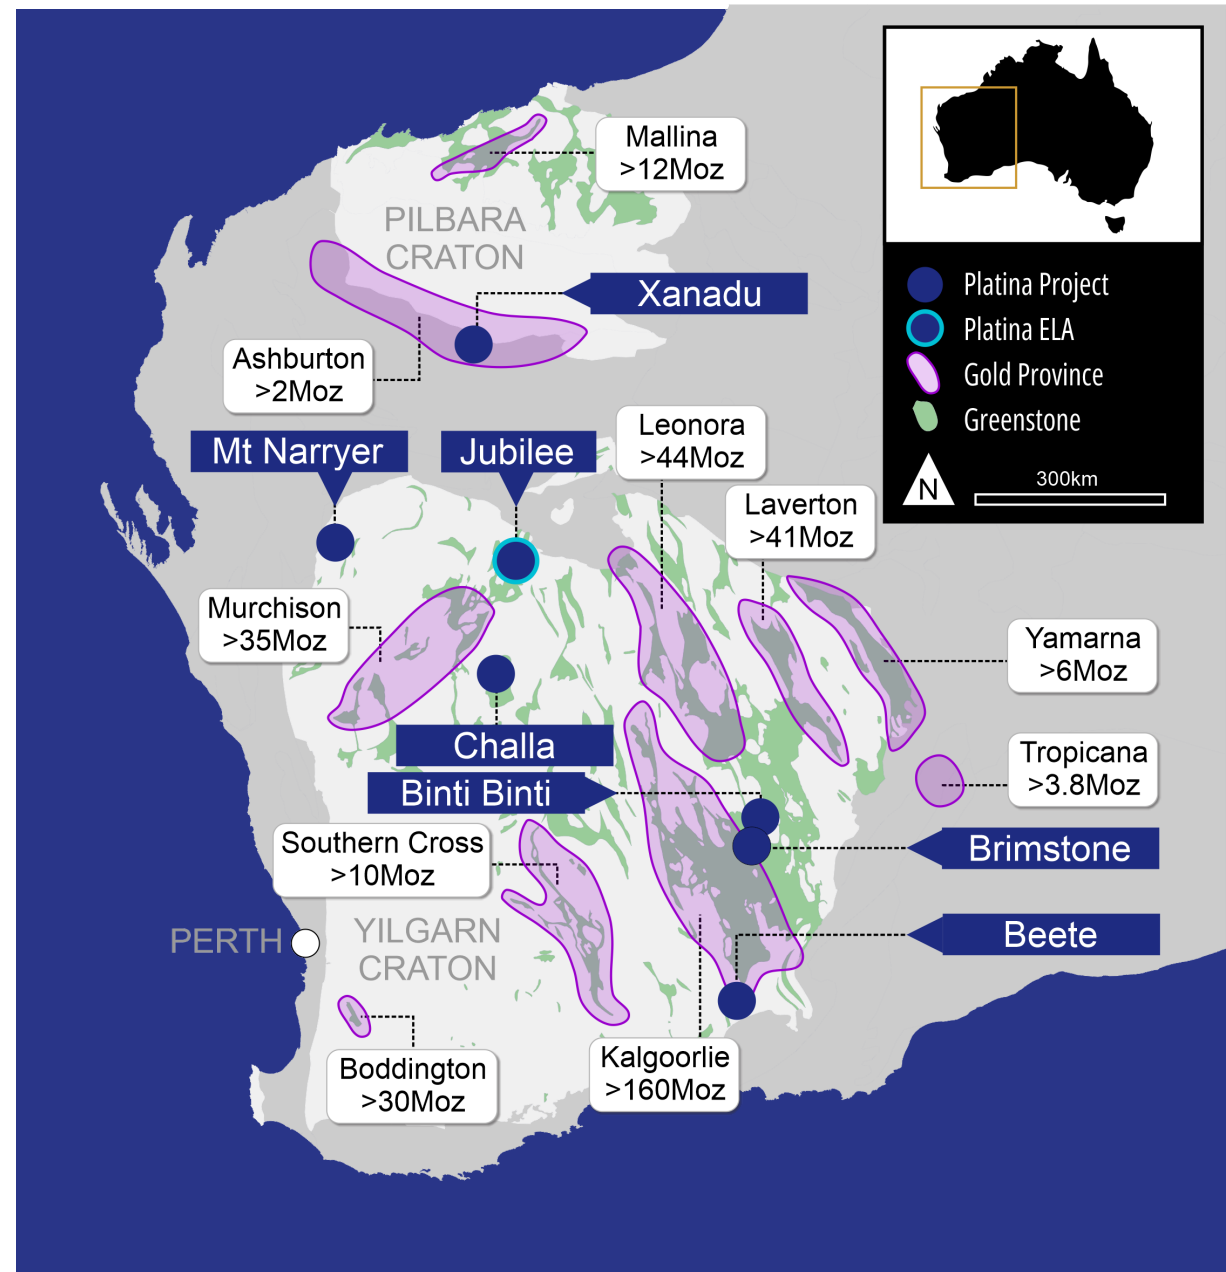 Mallina
>12Moz
PILBARA
CRATON
Xanadu
Ashburton
>2Moz
Platina Project
Platina ELA
Gold Province
Greenstone
N
300km
Mt Narryer
Jubilee
Leonora
>44Moz
Laverton
>41Moz
Murchison
>35Moz
Yamarna
>6Moz
Challa
Tropicana
>3.8Moz
Binti Binti
Southern Cross
>10Moz
Brimstone
PERTH
YILGARN
CRATON
Beete
Boddington
>30Moz
Kalgoorlie
>160Moz